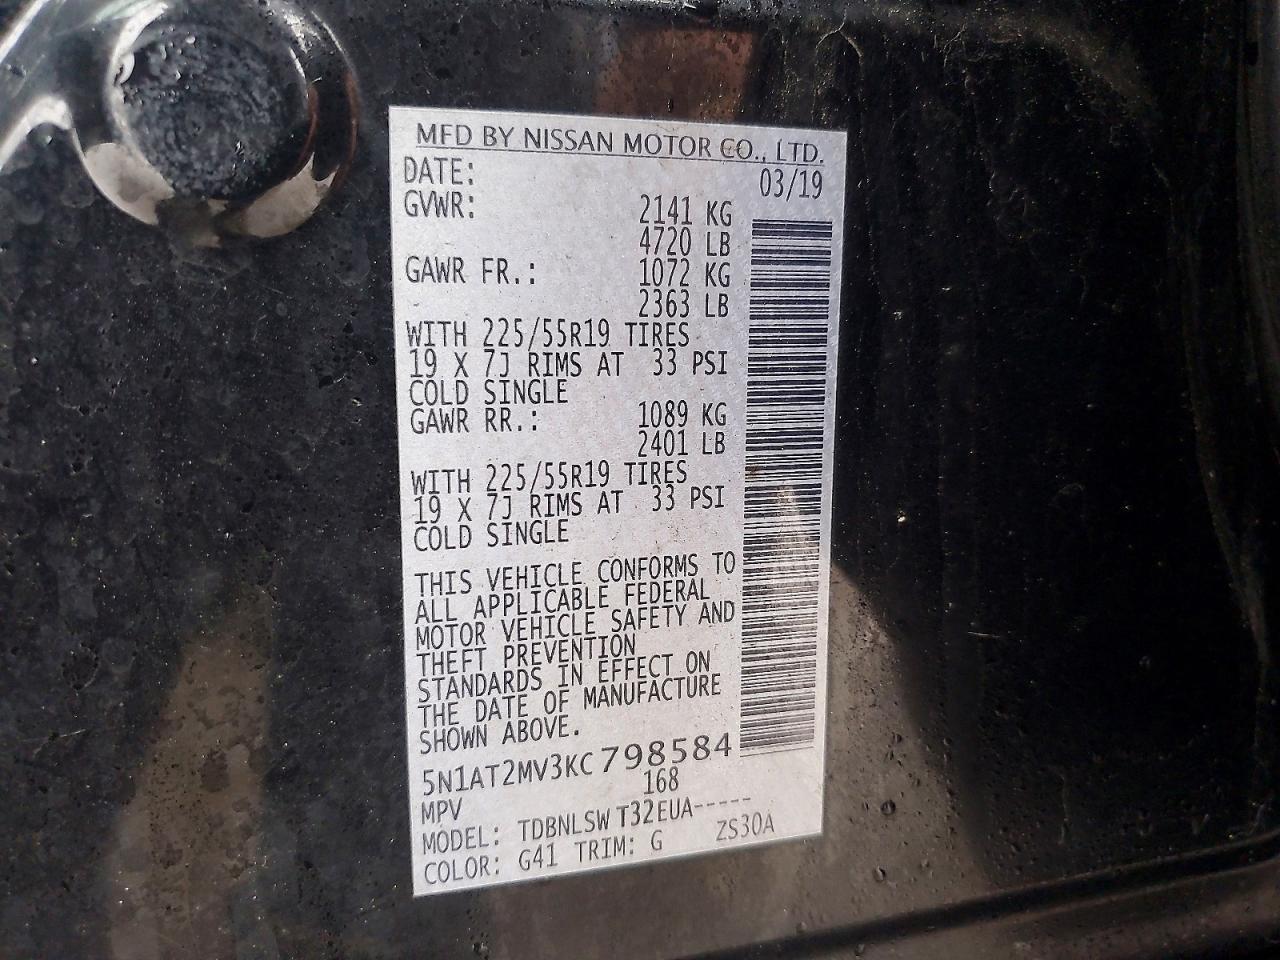 MFD BY NISSAN MOTOR CO., LTD.
DATE: 03/19
GVWR: 2141 KG
4720 LB
GAWR FR.: 1072 KG
2363 LB
WITH 225/55R19 TIRES
19 X 7J RIMS AT 33 PSI
COLD SINGLE
GAWR RR.: 1089 KG
2401 LB
WITH 225/55R19 TIRES
19 X 7J RIMS AT 33 PSI
COLD SINGLE
THIS VEHICLE CONFORMS TO
ALL APPLICABLE FEDERAL
MOTOR VEHICLE SAFETY AND
THEFT PREVENTION
STANDARDS IN EFFECT ON
THE DATE OF MANUFACTURE
SHOWN ABOVE.
5N1AT2MV3KC798584
MPV 168
MODEL: TDBNLSW T32EUA-----
COLOR: G41 TRIM: G ZS30A